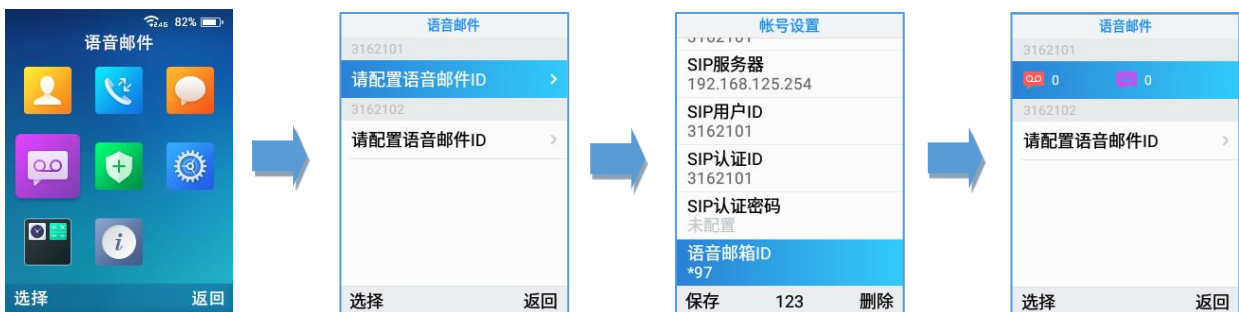 2.4G 82%
语音邮件
选择 返回
语音邮件
3162101
请配置语音邮件ID
3162102
请配置语音邮件ID
选择 返回
帐号设置
3162101
SIP服务器
192.168.125.254
SIP用户ID
3162101
SIP认证ID
3162101
SIP认证密码
未配置
语音邮箱ID
*97
保存 123 删除
语音邮件
3162101
0 0
3162102
请配置语音邮件ID
选择 返回